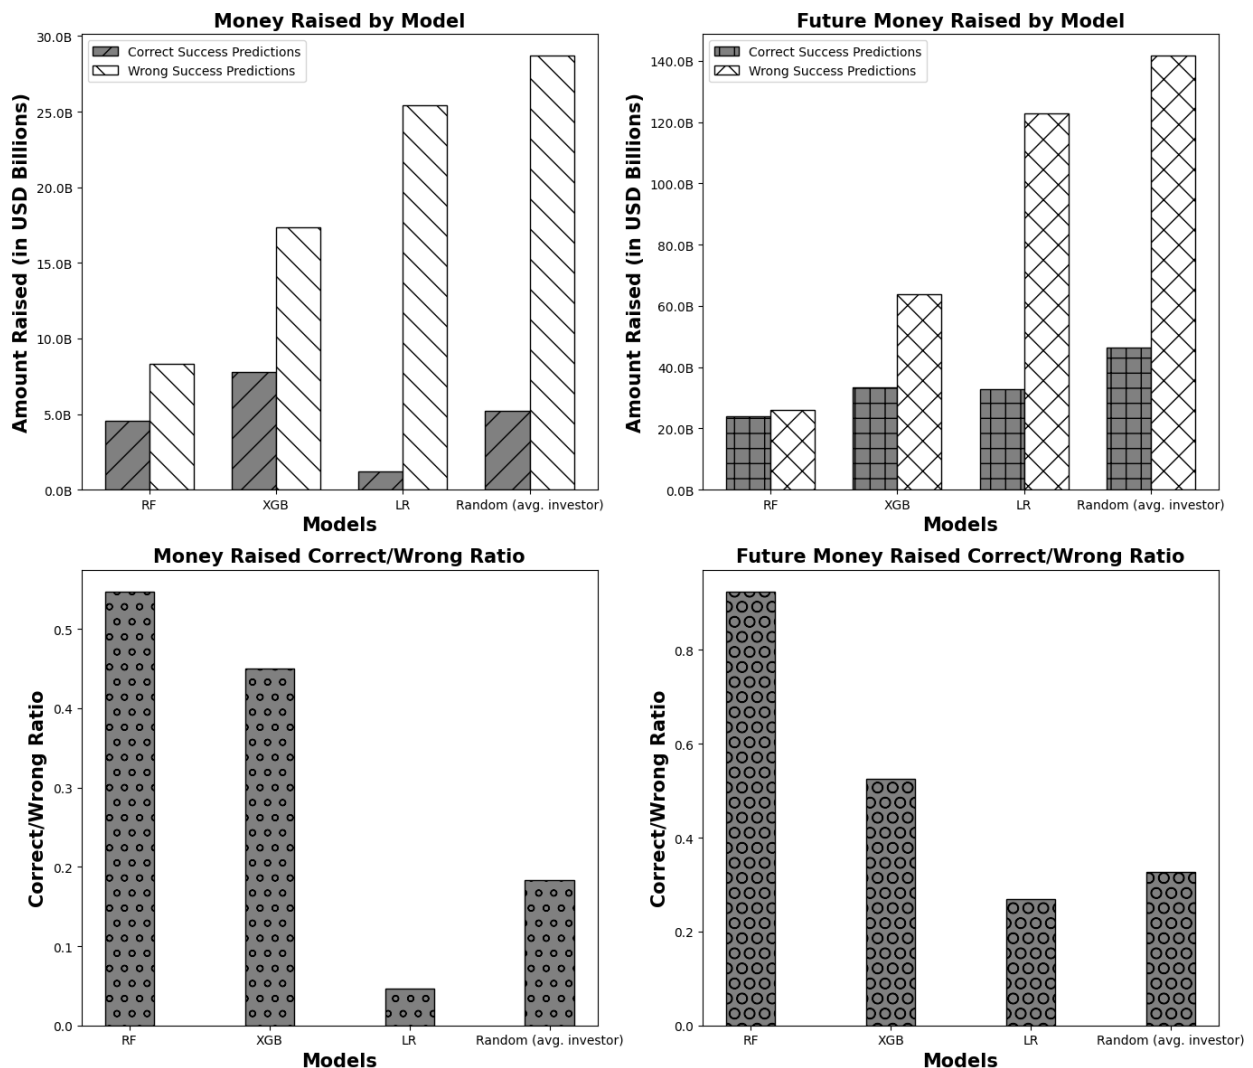 Money Raised by Model
30.0B
25.0B
20.0B
15.0B
10.0B
5.0B
0.0B
Amount Raised (in USD Billions)
Correct Success Predictions
Wrong Success Predictions
RF
XGB
LR
Random (avg. investor)
Models
Future Money Raised by Model
140.0B
120.0B
100.0B
80.0B
60.0B
40.0B
20.0B
0.0B
Amount Raised (in USD Billions)
Correct Success Predictions
Wrong Success Predictions
RF
XGB
LR
Random (avg. investor)
Models
Money Raised Correct/Wrong Ratio
0.5
0.4
0.3
0.2
0.1
0.0
Correct/Wrong Ratio
RF
XGB
LR
Random (avg. investor)
Models
Future Money Raised Correct/Wrong Ratio
0.8
0.6
0.4
0.2
0.0
Correct/Wrong Ratio
RF
XGB
LR
Random (avg. investor)
Models